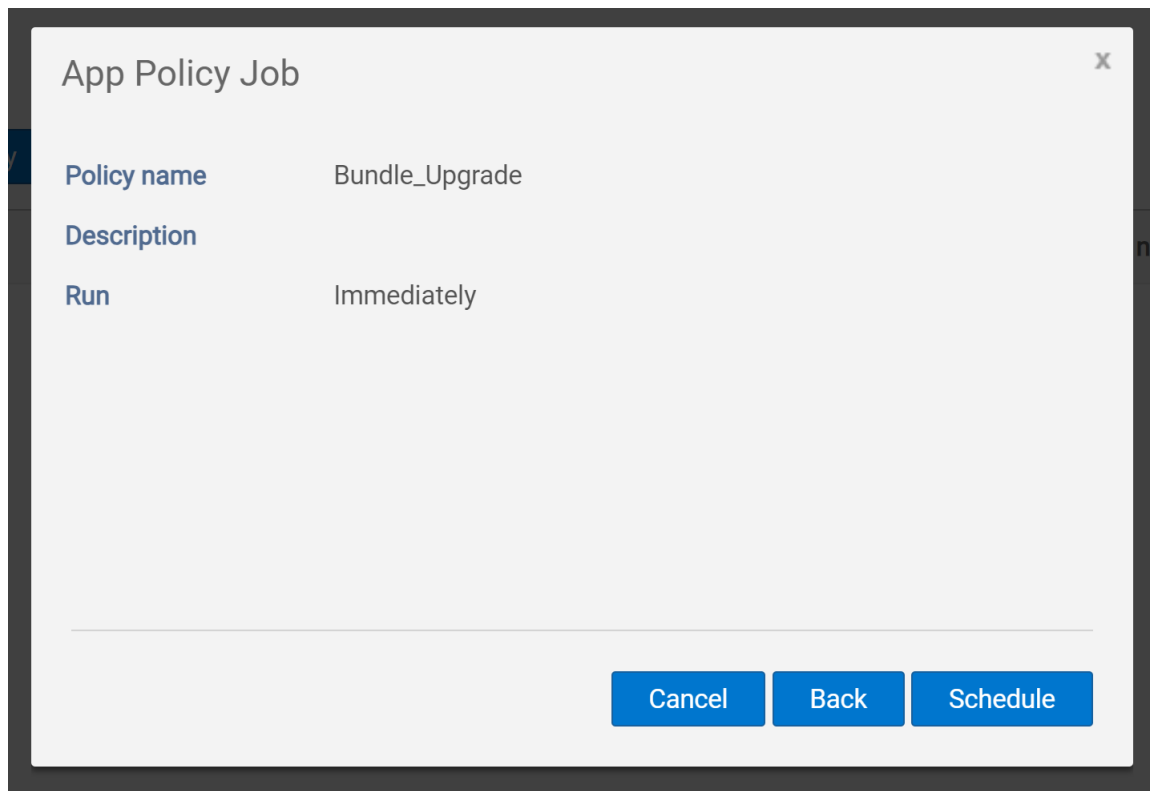 App Policy Job
x
Policy name Bundle_Upgrade
Description
Run Immediately
Cancel Back Schedule